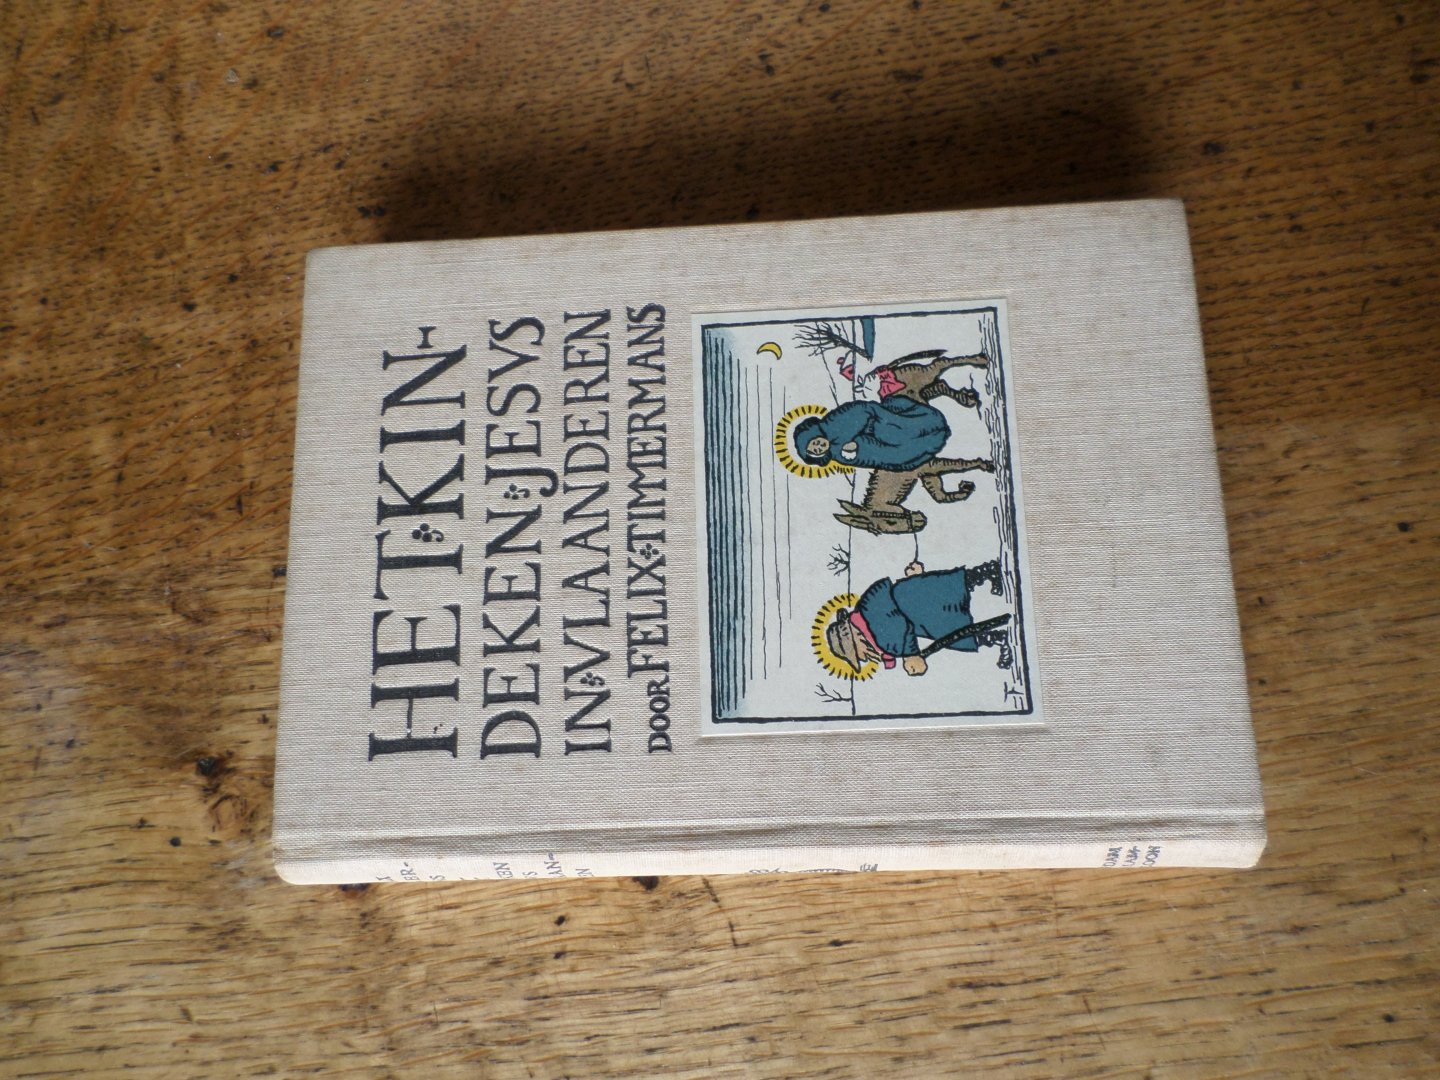 HET KIN-
DEKEN JESVS
IN VLAANDEREN
DOOR FELIX TIMMERMANS